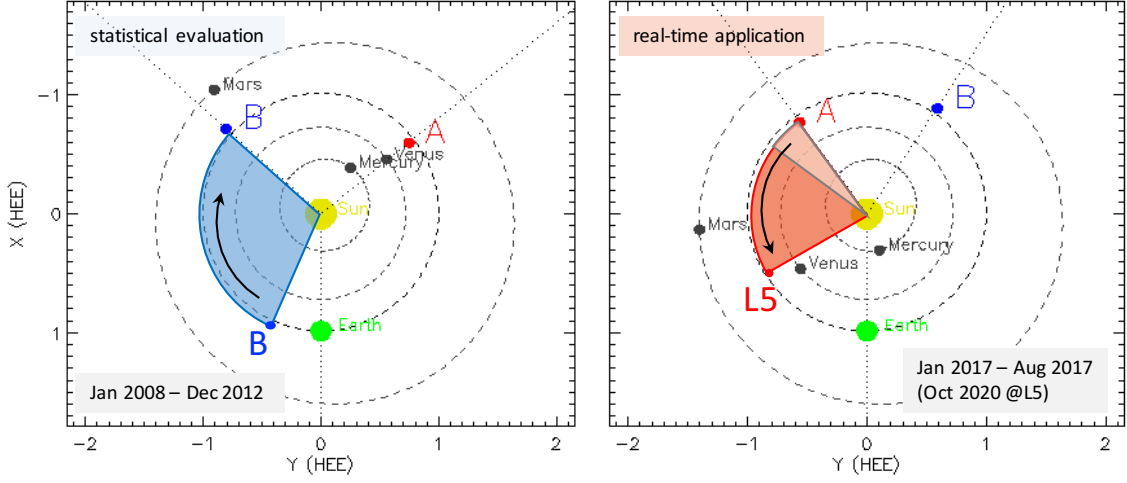 statistical evaluation
Mars
B
A
Venus
Mercury
Sun
B
Earth
Jan 2008 – Dec 2012
X (HEE)
-1
0
1
-2
-1
0
1
2
Y (HEE)
real-time application
A
B
Sun
Mars
Mercury
Venus
L5
Earth
Jan 2017 – Aug 2017
(Oct 2020 @L5)
-2
-1
0
1
2
Y (HEE)